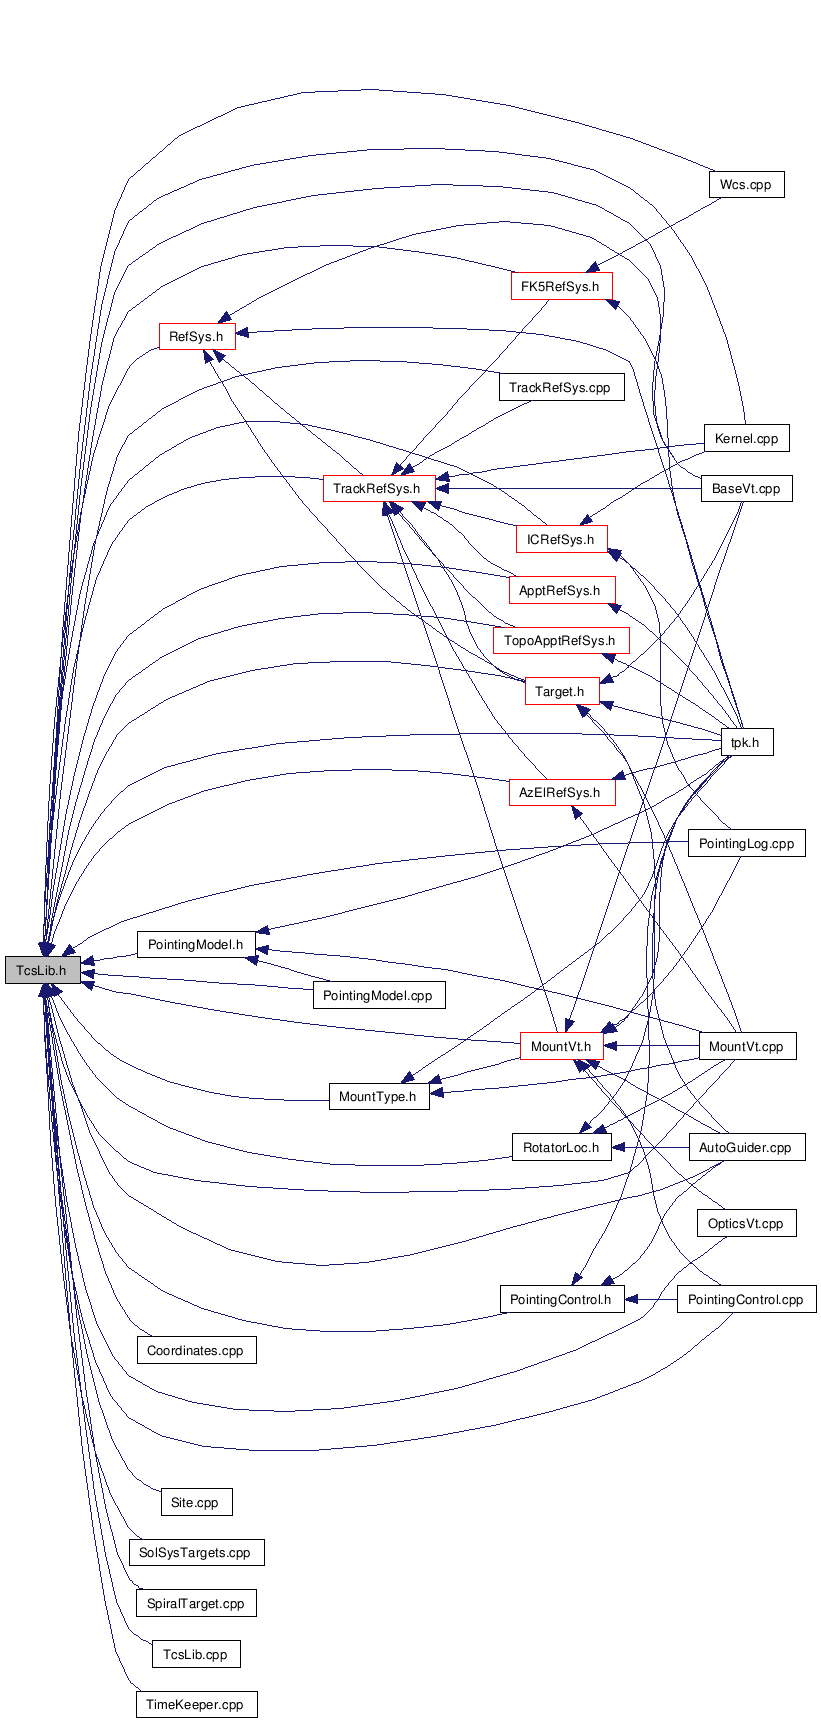 Wcs.cpp
FK5RefSys.h
RefSys.h
TrackRefSys.cpp
Kernel.cpp
TrackRefSys.h
BaseVt.cpp
ICRefSys.h
ApptRefSys.h
TopoApptRefSys.h
Target.h
tpk.h
AzElRefSys.h
PointingLog.cpp
PointingModel.h
TcsLib.h
PointingModel.cpp
MountVt.h
MountVt.cpp
MountType.h
RotatorLoc.h
AutoGuider.cpp
OpticsVt.cpp
PointingControl.h
PointingControl.cpp
Coordinates.cpp
Site.cpp
SolSysTargets.cpp
SpiralTarget.cpp
TcsLib.cpp
TimeKeeper.cpp